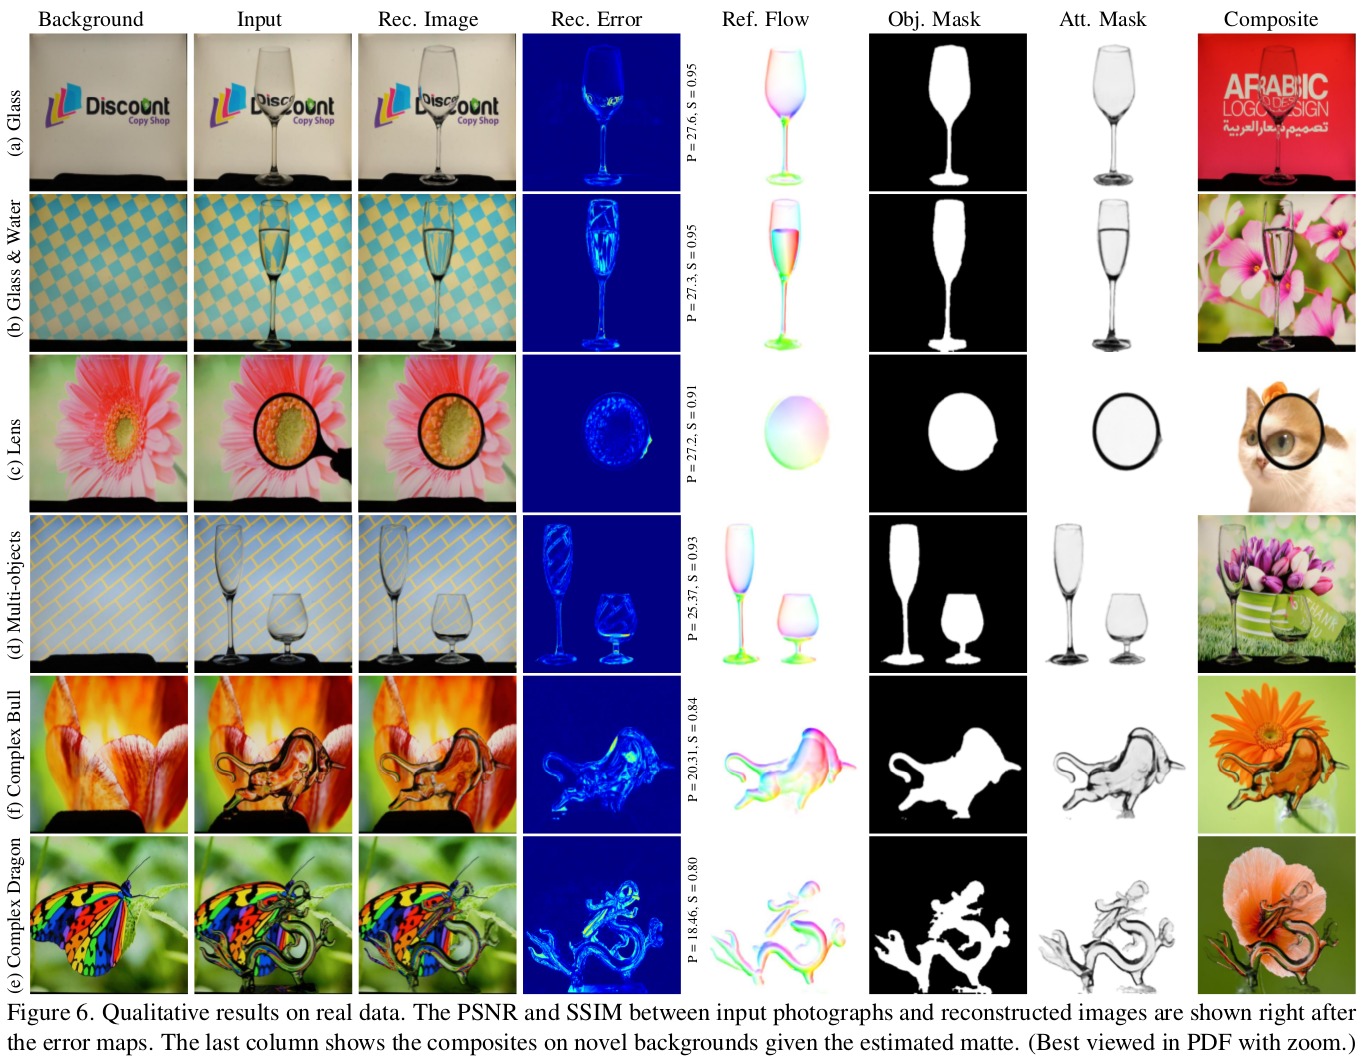 Background Input Rec. Image Rec. Error Ref. Flow Obj. Mask Att. Mask Composite
(a) Glass
Discount
Copy Shop
Disc unt
Copy Shop
Disc unt
Copy Shop
P = 27.6, S = 0.95
ARABIC
LOGO DESIGN
تصميم شعار العربية
(b) Glass & Water
P = 27.3, S = 0.95
(c) Lens
P = 27.2, S = 0.91
(d) Multi-objects
P = 25.37, S = 0.93
(f) Complex Bull
P = 20.31, S = 0.84
(e) Complex Dragon
P = 18.46, S = 0.80
Figure 6. Qualitative results on real data. The PSNR and SSIM between input photographs and reconstructed images are shown right after
the error maps. The last column shows the composites on novel backgrounds given the estimated matte. (Best viewed in PDF with zoom.)